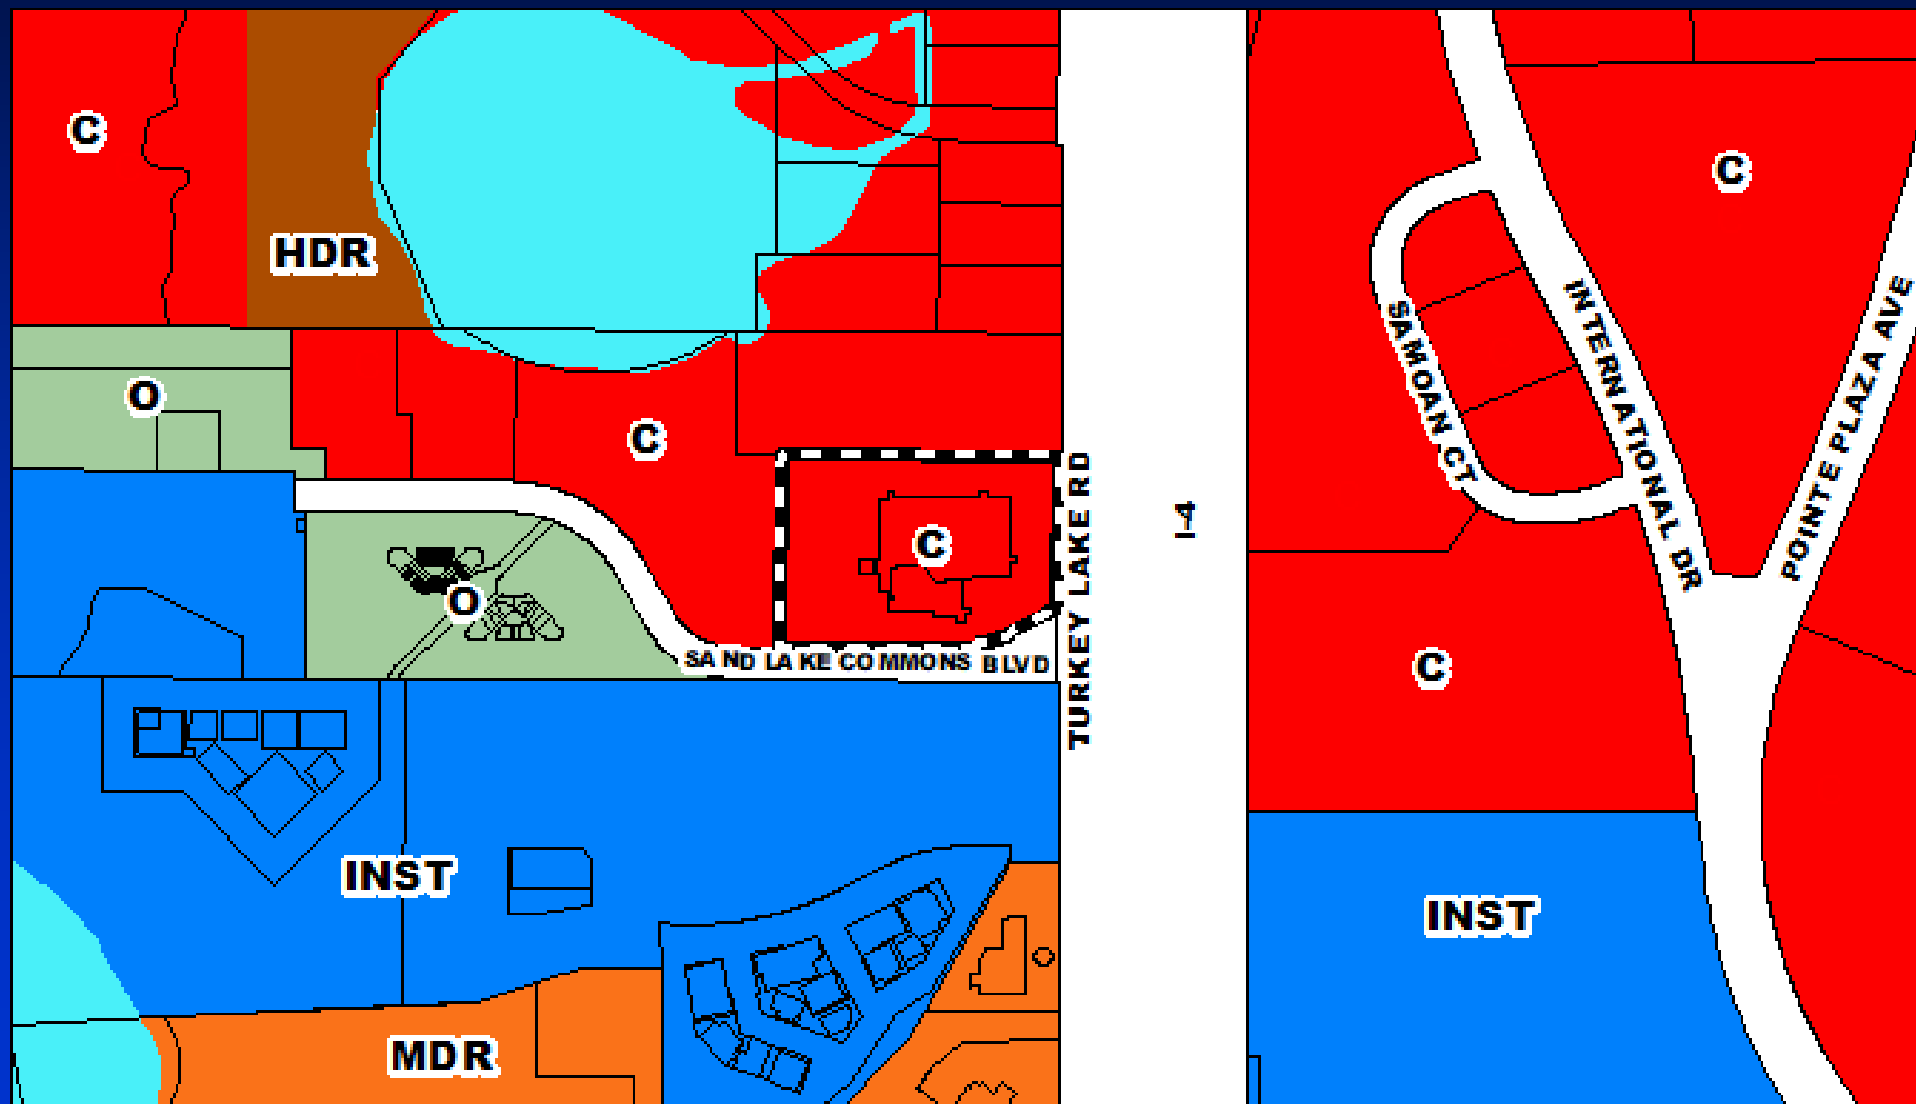 C
C
HDR
O
C
C
O
SAND LAKE COMMONS BLVD
TURKEY LAKE RD
I-4
SAMOAN CT
INTERNATIONAL DR
POINTE PLAZA AVE
C
INST
INST
MDR